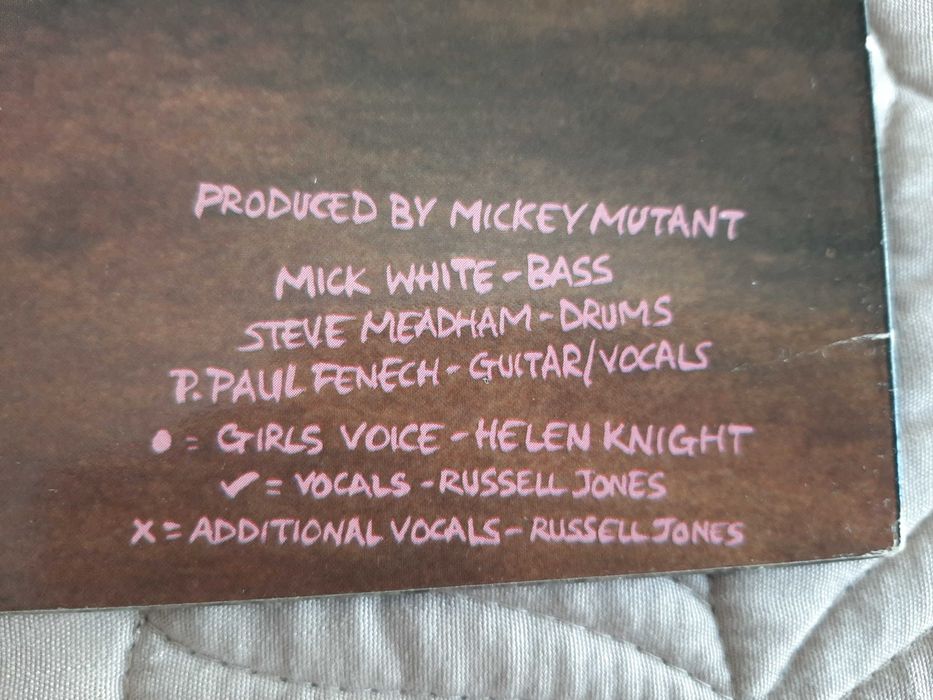 PRODUCED BY MICKEY MUTANT
MICK WHITE - BASS
STEVE MEADHAM - DRUMS
P. PAUL FENECH - GUITAR/VOCALS
● = GIRLS VOICE - HELEN KNIGHT
✓ = VOCALS - RUSSELL JONES
X = ADDITIONAL VOCALS - RUSSELL JONES